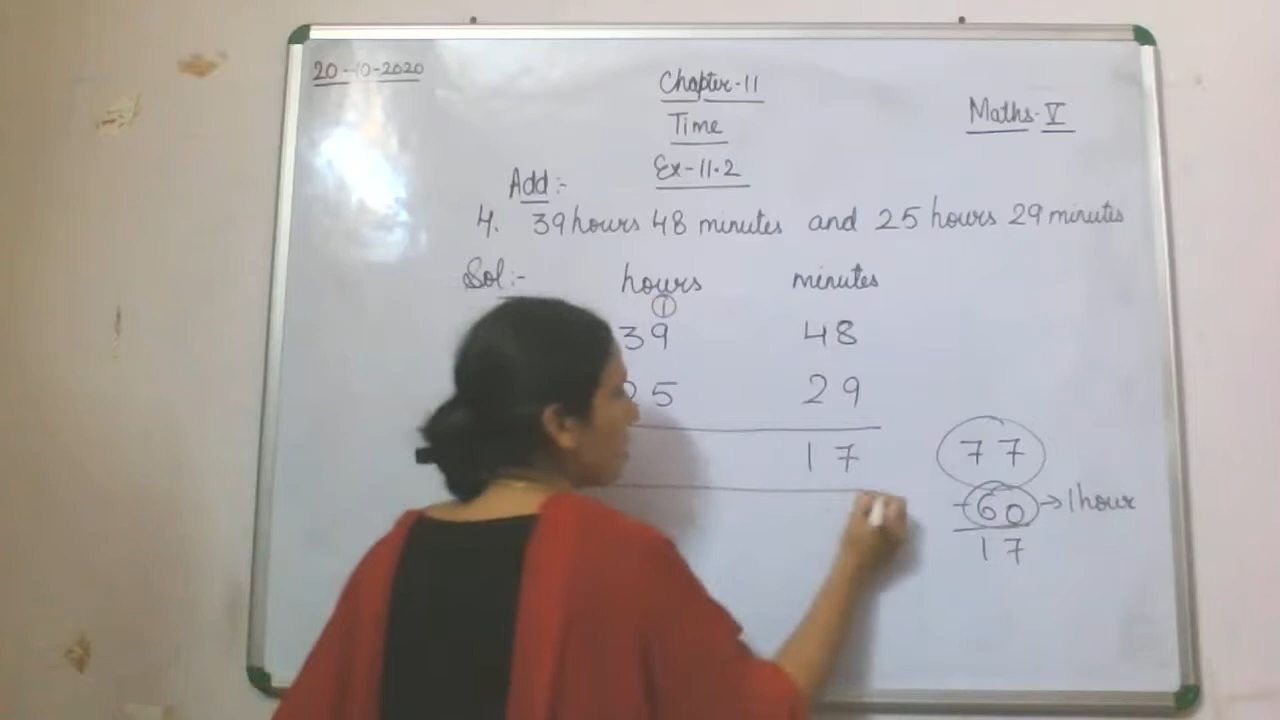 20-10-2020
Chapter-11
Maths-V
Time
Ex-11.2
Add:-
4. 39 hours 48 minutes and 25 hours 29 minutes
Sol:- hours minutes
1
39 48
25 29
17
77
-60 → 1 hour
17